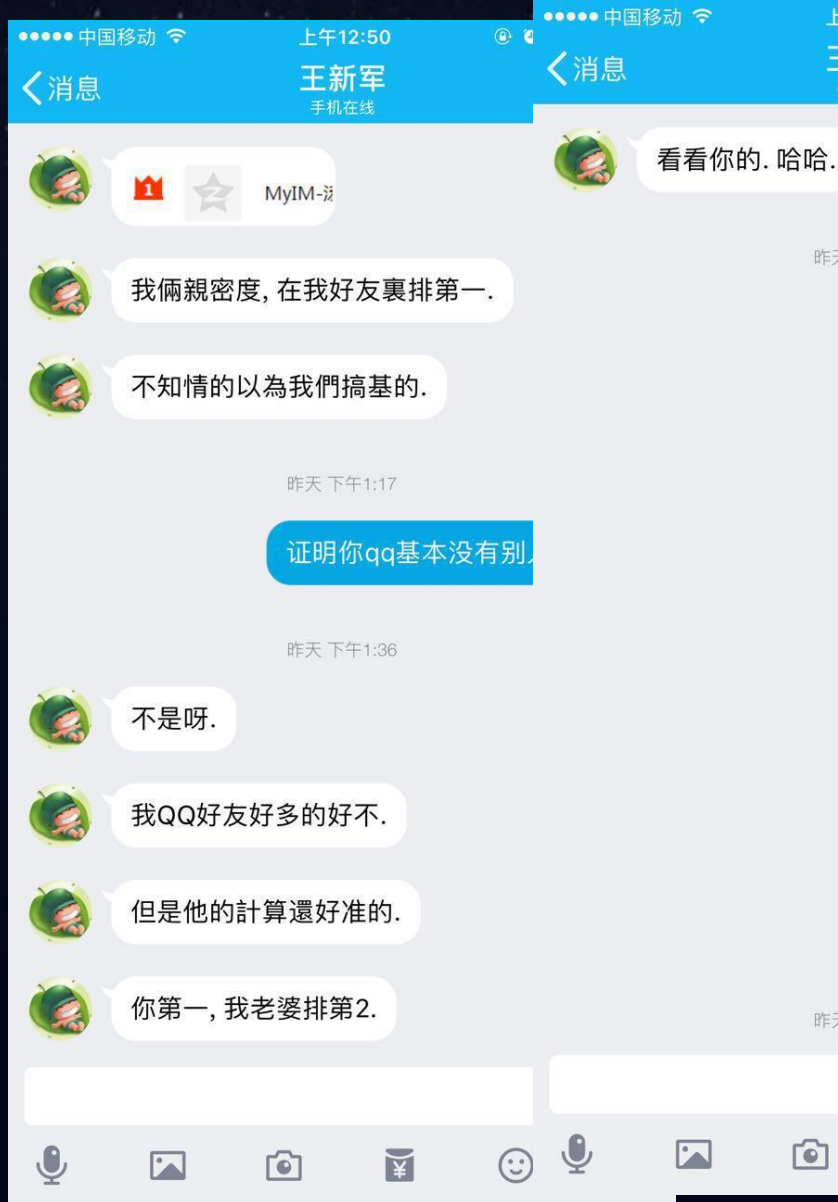 中国移动
上午12:50
消息
王新军
手机在线
1
MyIM-
我倆親密度, 在我好友裏排第一.
不知情的以為我們搞基的.
昨天 下午1:17
证明你qq基本没有别
昨天 下午1:36
不是呀.
我QQ好友好多的好不.
但是他的計算還好准的.
你第一, 我老婆排第2.
中国移动
消息
看看你的. 哈哈.
昨
昨